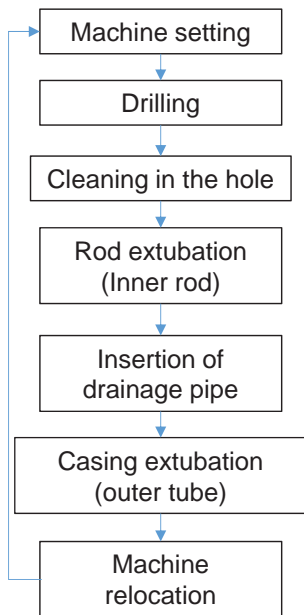 Machine setting
Drilling
Cleaning in the hole
Rod extubation
(Inner rod)
Insertion of
drainage pipe
Casing extubation
(outer tube)
Machine
relocation